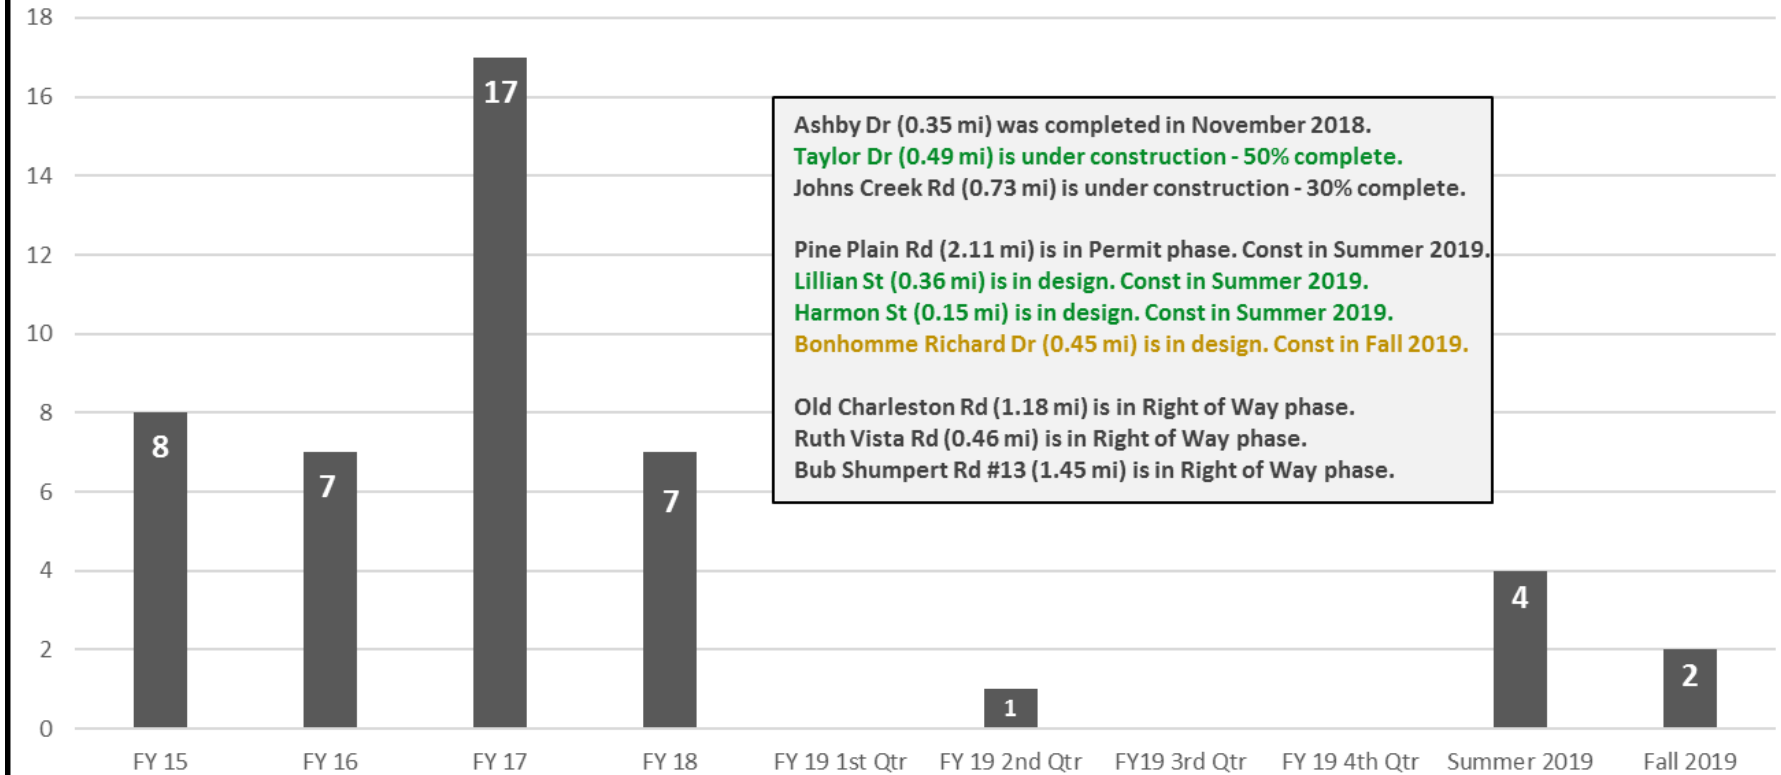 18
16
14
12
10
8
6
4
2
0
8
7
17
7
1
4
2
Ashby Dr (0.35 mi) was completed in November 2018.
Taylor Dr (0.49 mi) is under construction - 50% complete.
Johns Creek Rd (0.73 mi) is under construction - 30% complete.
Pine Plain Rd (2.11 mi) is in Permit phase. Const in Summer 2019.
Lillian St (0.36 mi) is in design. Const in Summer 2019.
Harmon St (0.15 mi) is in design. Const in Summer 2019.
Bonhomme Richard Dr (0.45 mi) is in design. Const in Fall 2019.
Old Charleston Rd (1.18 mi) is in Right of Way phase.
Ruth Vista Rd (0.46 mi) is in Right of Way phase.
Bub Shumpert Rd #13 (1.45 mi) is in Right of Way phase.
FY 15 FY 16 FY 17 FY 18 FY 19 1st Qtr FY 19 2nd Qtr FY19 3rd Qtr FY 19 4th Qtr Summer 2019 Fall 2019